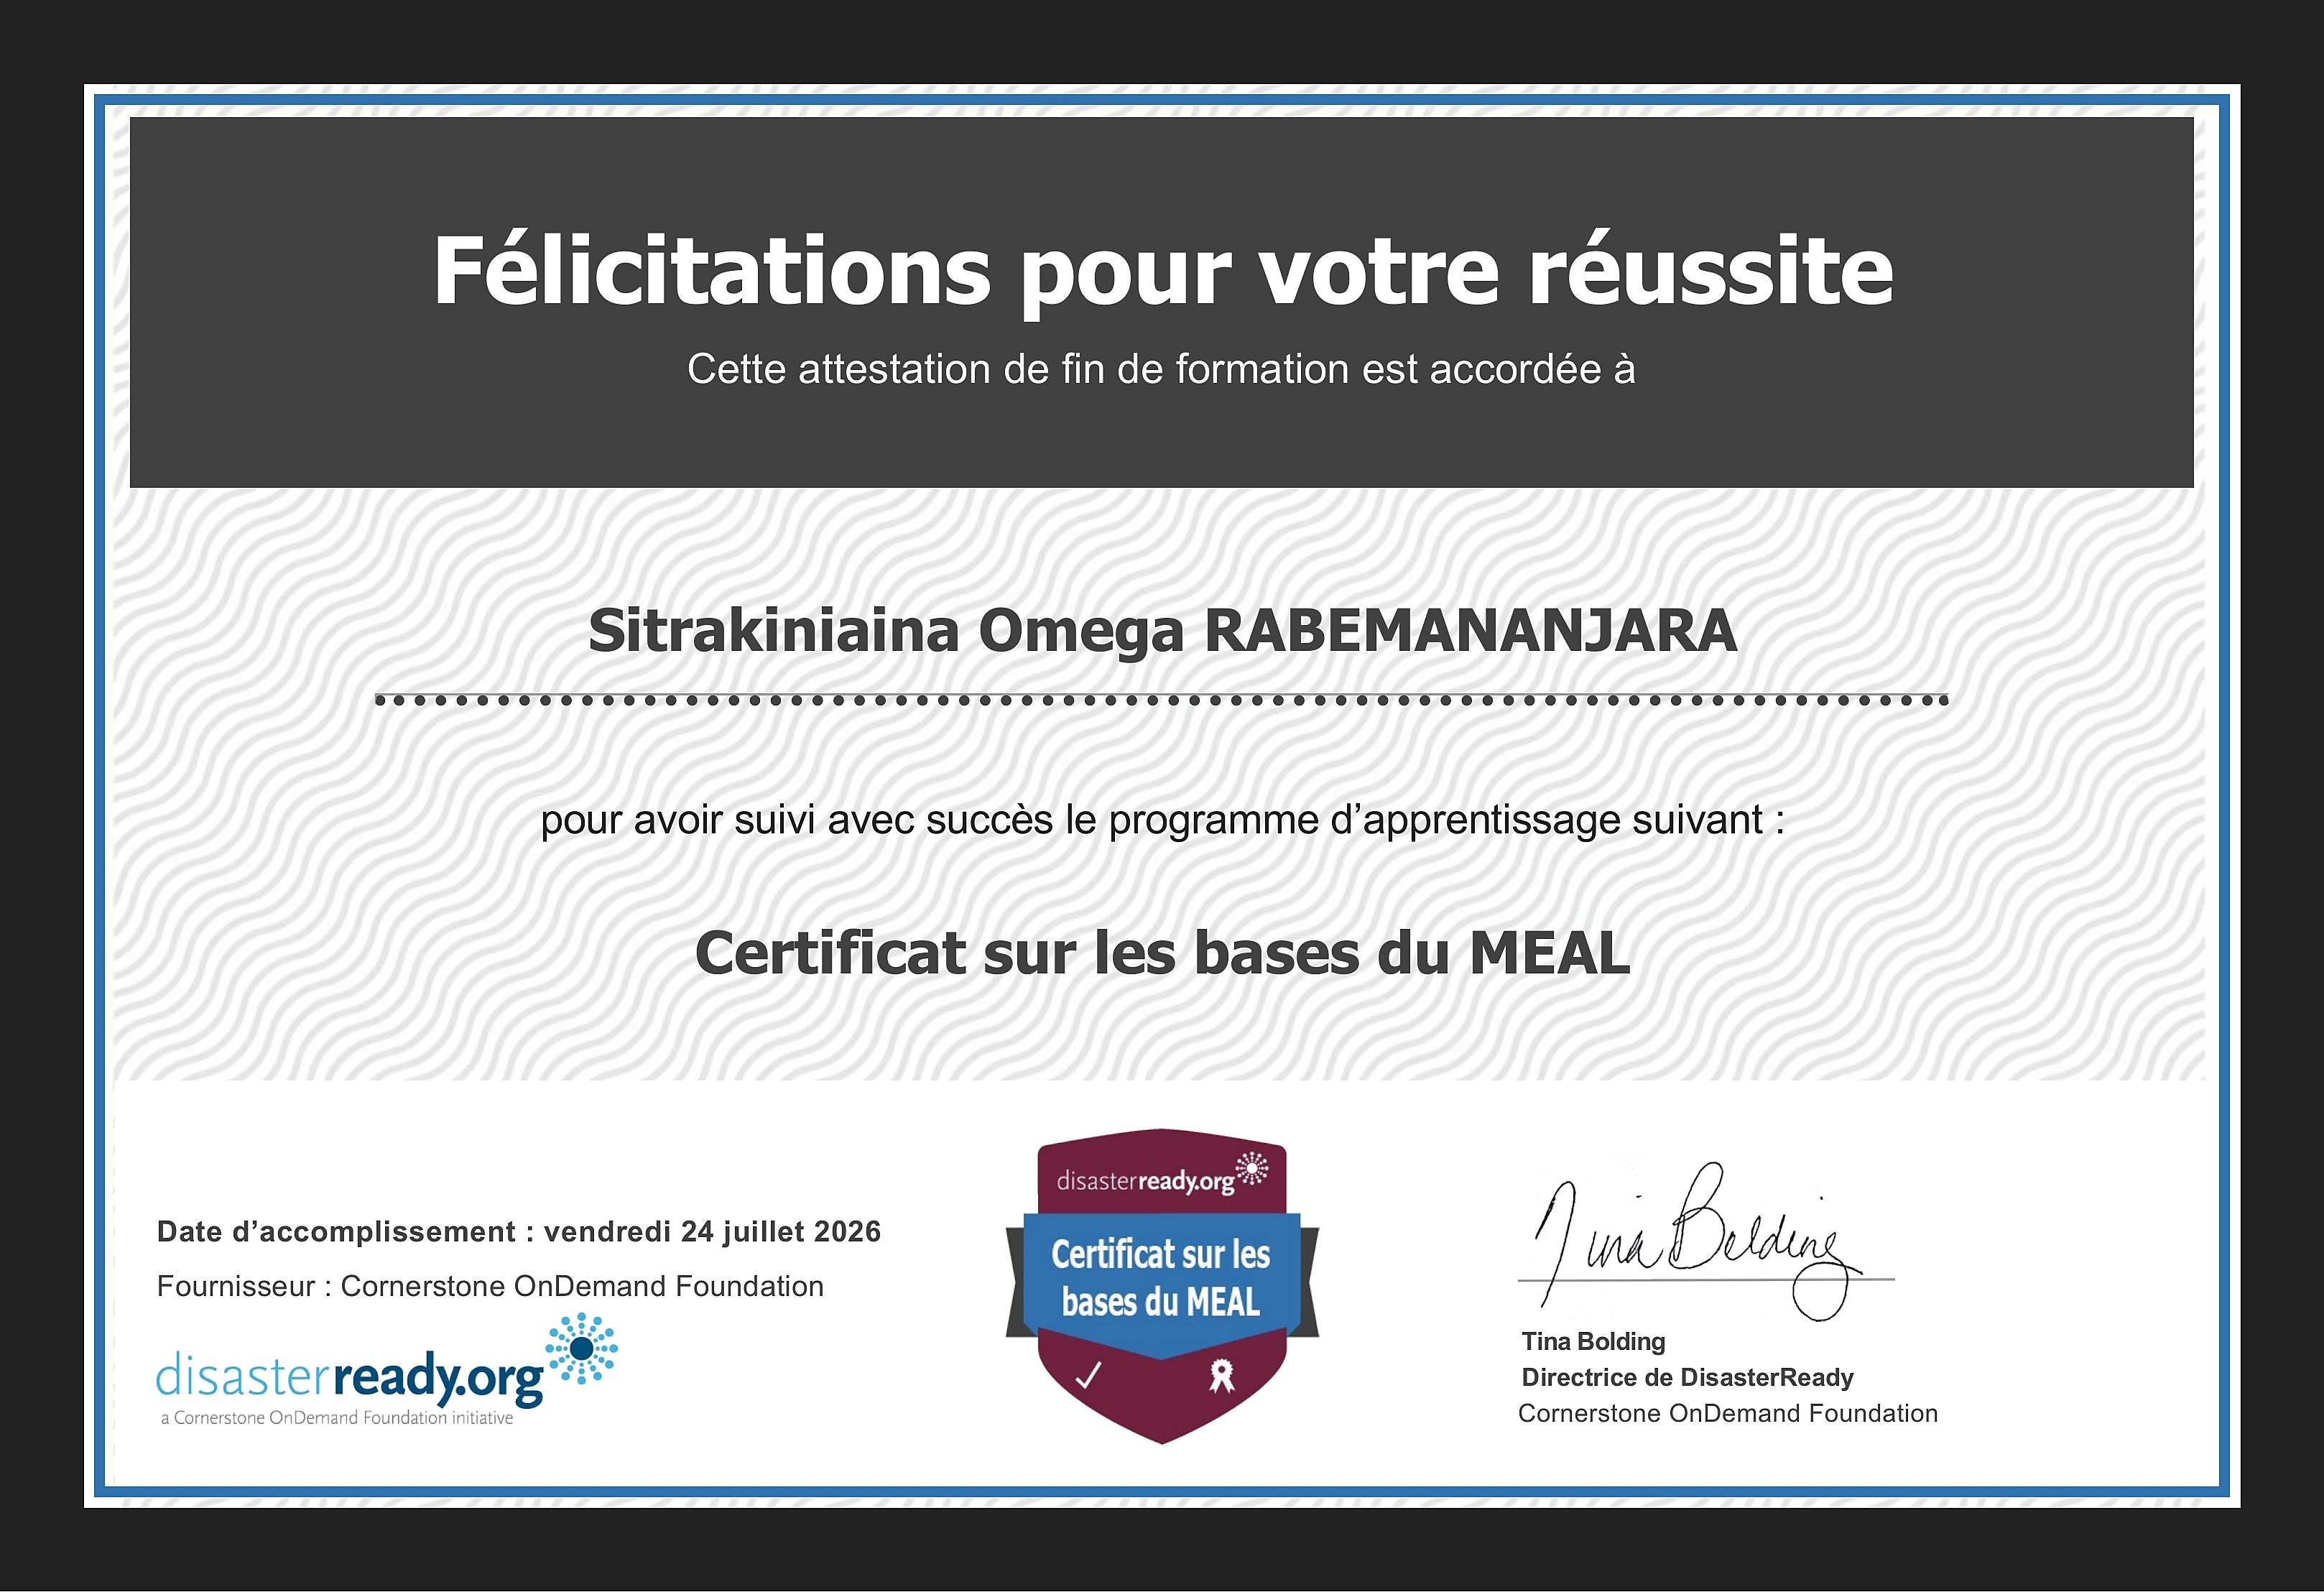 Félicitations pour votre réussite
Cette attestation de fin de formation est accordée à
Sitrakiniaina Omega RABEMANANJARA
pour avoir suivi avec succès le programme d’apprentissage suivant :
Certificat sur les bases du MEAL
Date d’accomplissement : vendredi 24 juillet 2026
Fournisseur : Cornerstone OnDemand Foundation
disasterready.org
a Cornerstone OnDemand Foundation initiative
disasterready.org
Certificat sur les
bases du MEAL
Tina Bolding
Tina Bolding
Directrice de DisasterReady
Cornerstone OnDemand Foundation